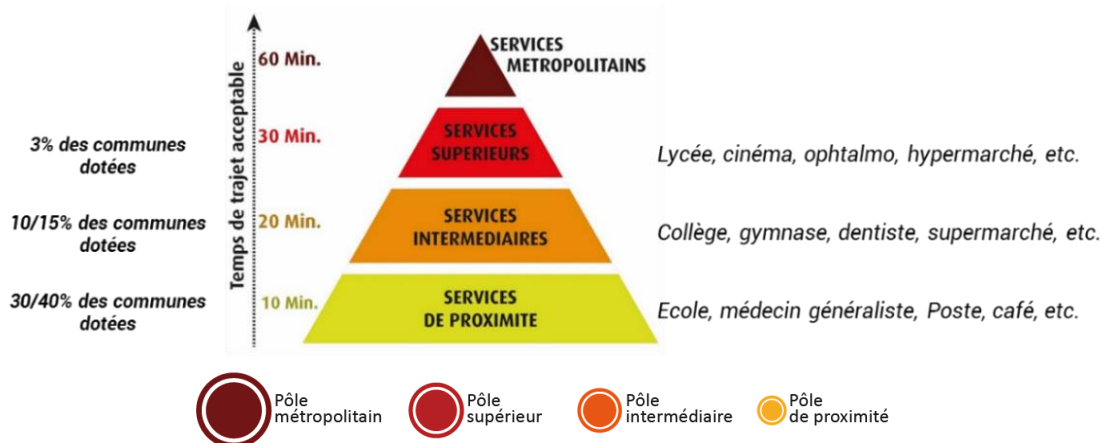 SERVICES
METROPOLITAINS
Temps de trajet acceptable
60 Min.
3% des communes
dotées
30 Min.
SERVICES
SUPERIEURS
Lycée, cinéma, ophtalmo, hypermarché, etc.
10/15% des communes
dotées
20 Min.
SERVICES
INTERMEDIAIRES
Collège, gymnase, dentiste, supermarché, etc.
30/40% des communes
dotées
10 Min.
SERVICES
DE PROXIMITE
Ecole, médecin généraliste, Poste, café, etc.
Pôle
métropolitain
Pôle
supérieur
Pôle
intermédiaire
Pôle
de proximité